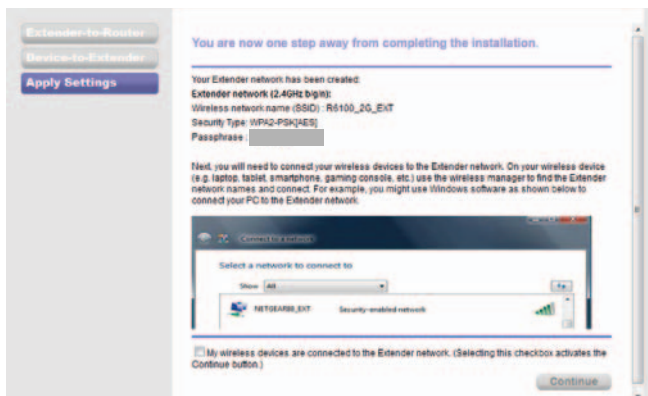 Extender-to-Router
Device-to-Extender
Apply Settings
You are now one step away from completing the installation.
Your Extender network has been created:
Extender network (2.4GHz b/g/n):
Wireless network name (SSID) : R6100_2G_EXT
Security Type: WPA2-PSK[AES]
Passphrase :
Next, you will need to connect your wireless devices to the Extender network. On your wireless device
(e.g. laptop, tablet, smartphone, gaming console, etc.) use the wireless manager to find the Extender
network names and connect. For example, you might use Windows software as shown below to
connect your PC to the Extender network.
Connect to a network
Select a network to connect to
Show All
NETGEAR88_EXT Security-enabled network
My wireless devices are connected to the Extender network. (Selecting this checkbox activates the
Continue button.)
Continue